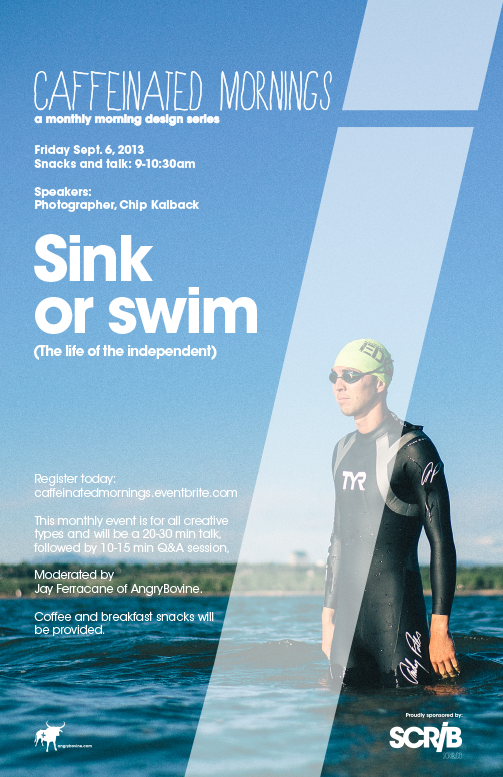 CAFFEINATED MORNINGS
a monthly morning design series
Friday Sept. 6, 2013
Snacks and talk: 9-10:30am
Speakers:
Photographer, Chip Kalback
Sink
or swim
(The life of the independent)
TYR
Register today:
caffeinatedmornings.eventbrite.com
This monthly event is for all creative
types and will be a 20-30 min talk,
followed by 10-15 min Q&A session,
Moderated by
Jay Ferracane of AngryBovine.
Coffee and breakfast snacks will
be provided.
angrybovine.com
Proudly sponsored by:
SCRIB